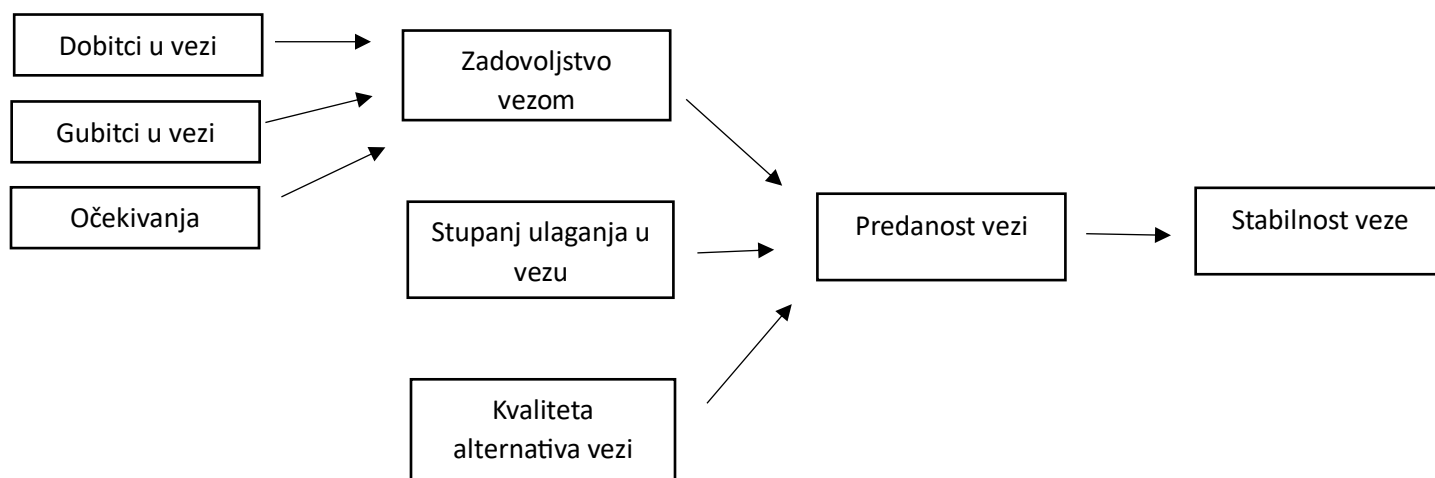 Dobitci u vezi
Gubitci u vezi
Očekivanja
Zadovoljstvo
vezom
Stupanj ulaganja u
vezu
Kvaliteta
alternativa vezi
Predanost vezi
Stabilnost veze